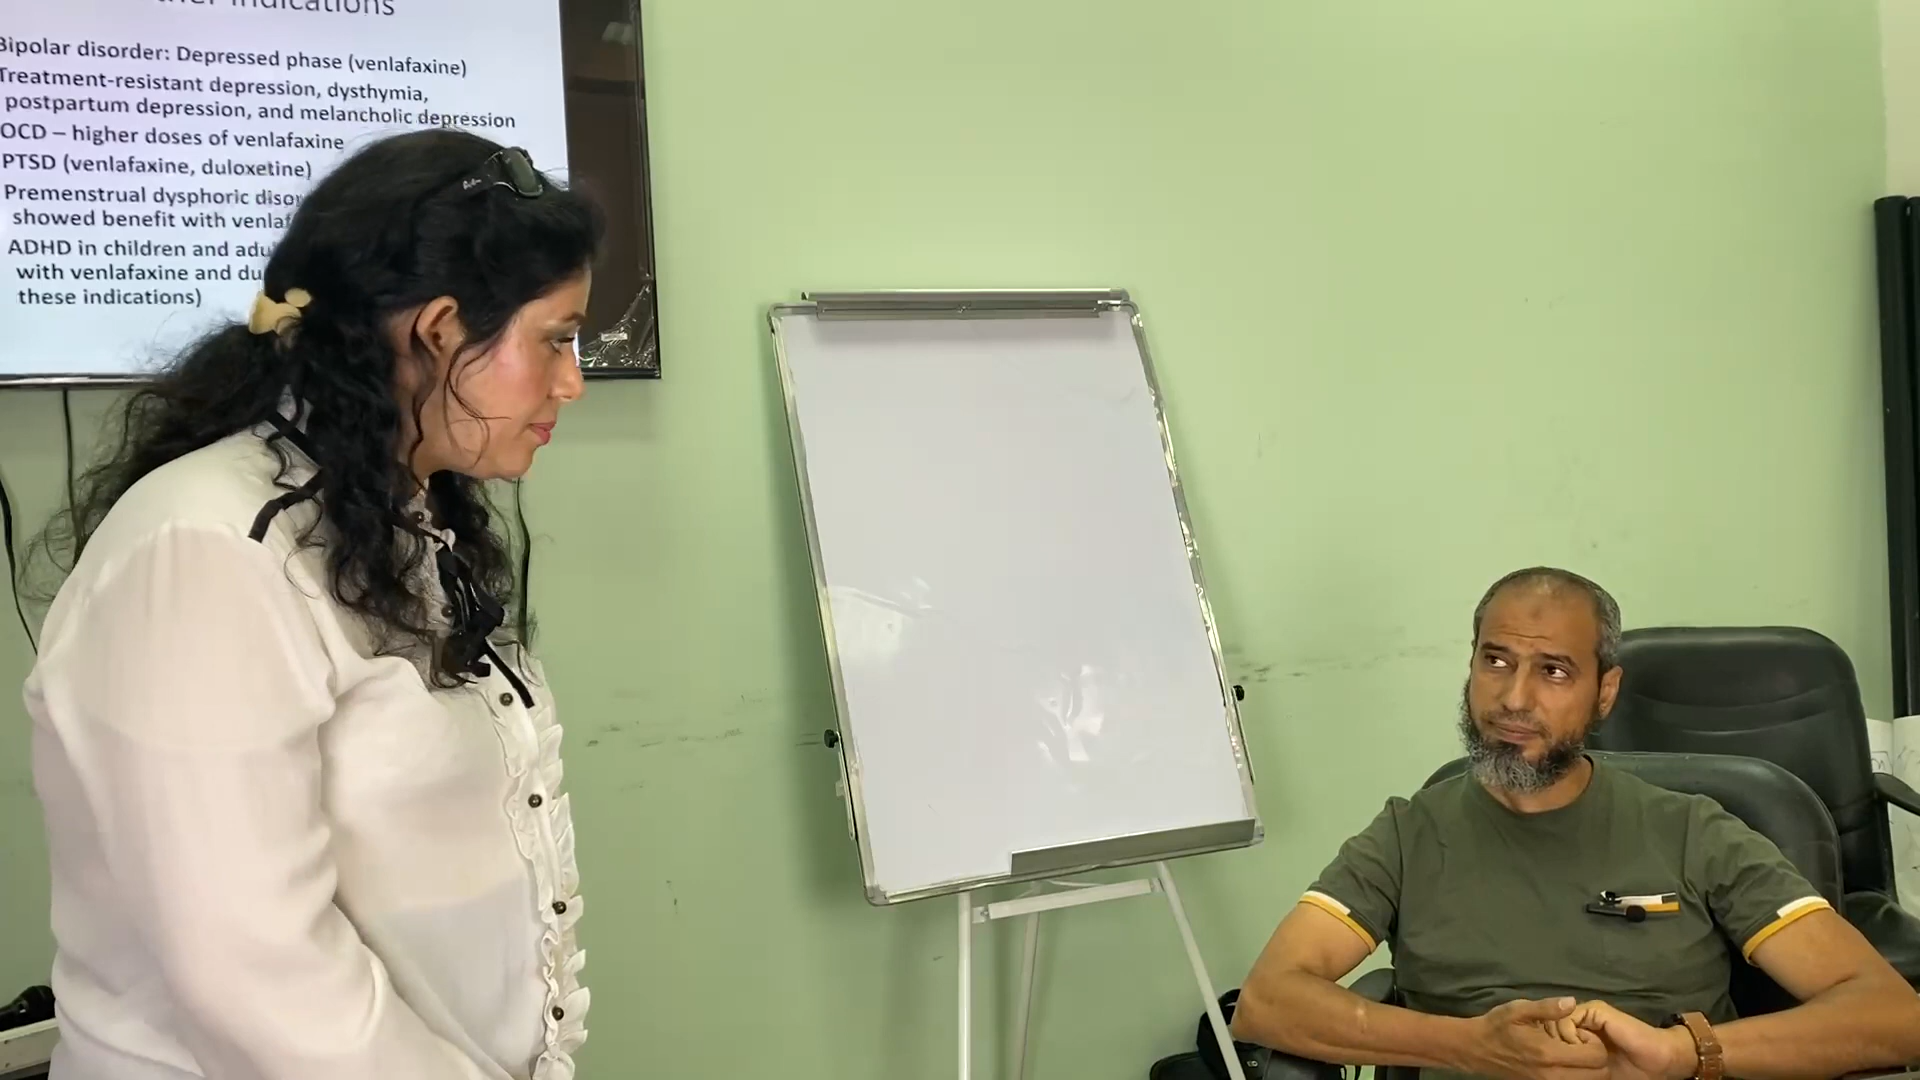 Indications
Bipolar disorder: Depressed phase (venlafaxine)
Treatment-resistant depression, dysthymia,
postpartum depression, and melancholic depression
OCD – higher doses of venlafaxine
PTSD (venlafaxine, duloxetine)
Premenstrual dysphoric
showed benefit with
ADHD in children and
with venlafaxine and
these indications)